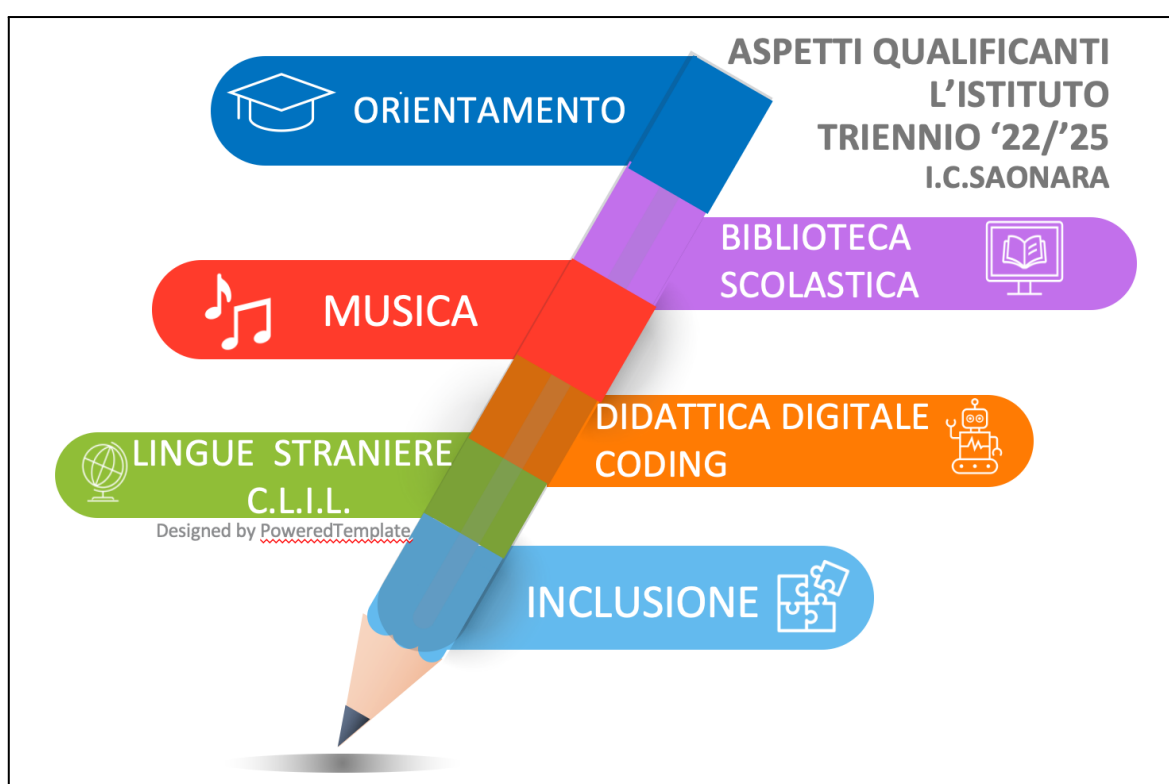 ASPETTI QUALIFICANTI
L'ISTITUTO
TRIENNIO '22/'25
I.C.SAONARA
ORIENTAMENTO
BIBLIOTECA
SCOLASTICA
MUSICA
DIDATTICA DIGITALE
CODING
LINGUE STRANIERE
C.L.I.L.
Designed by PoweredTemplate
INCLUSIONE